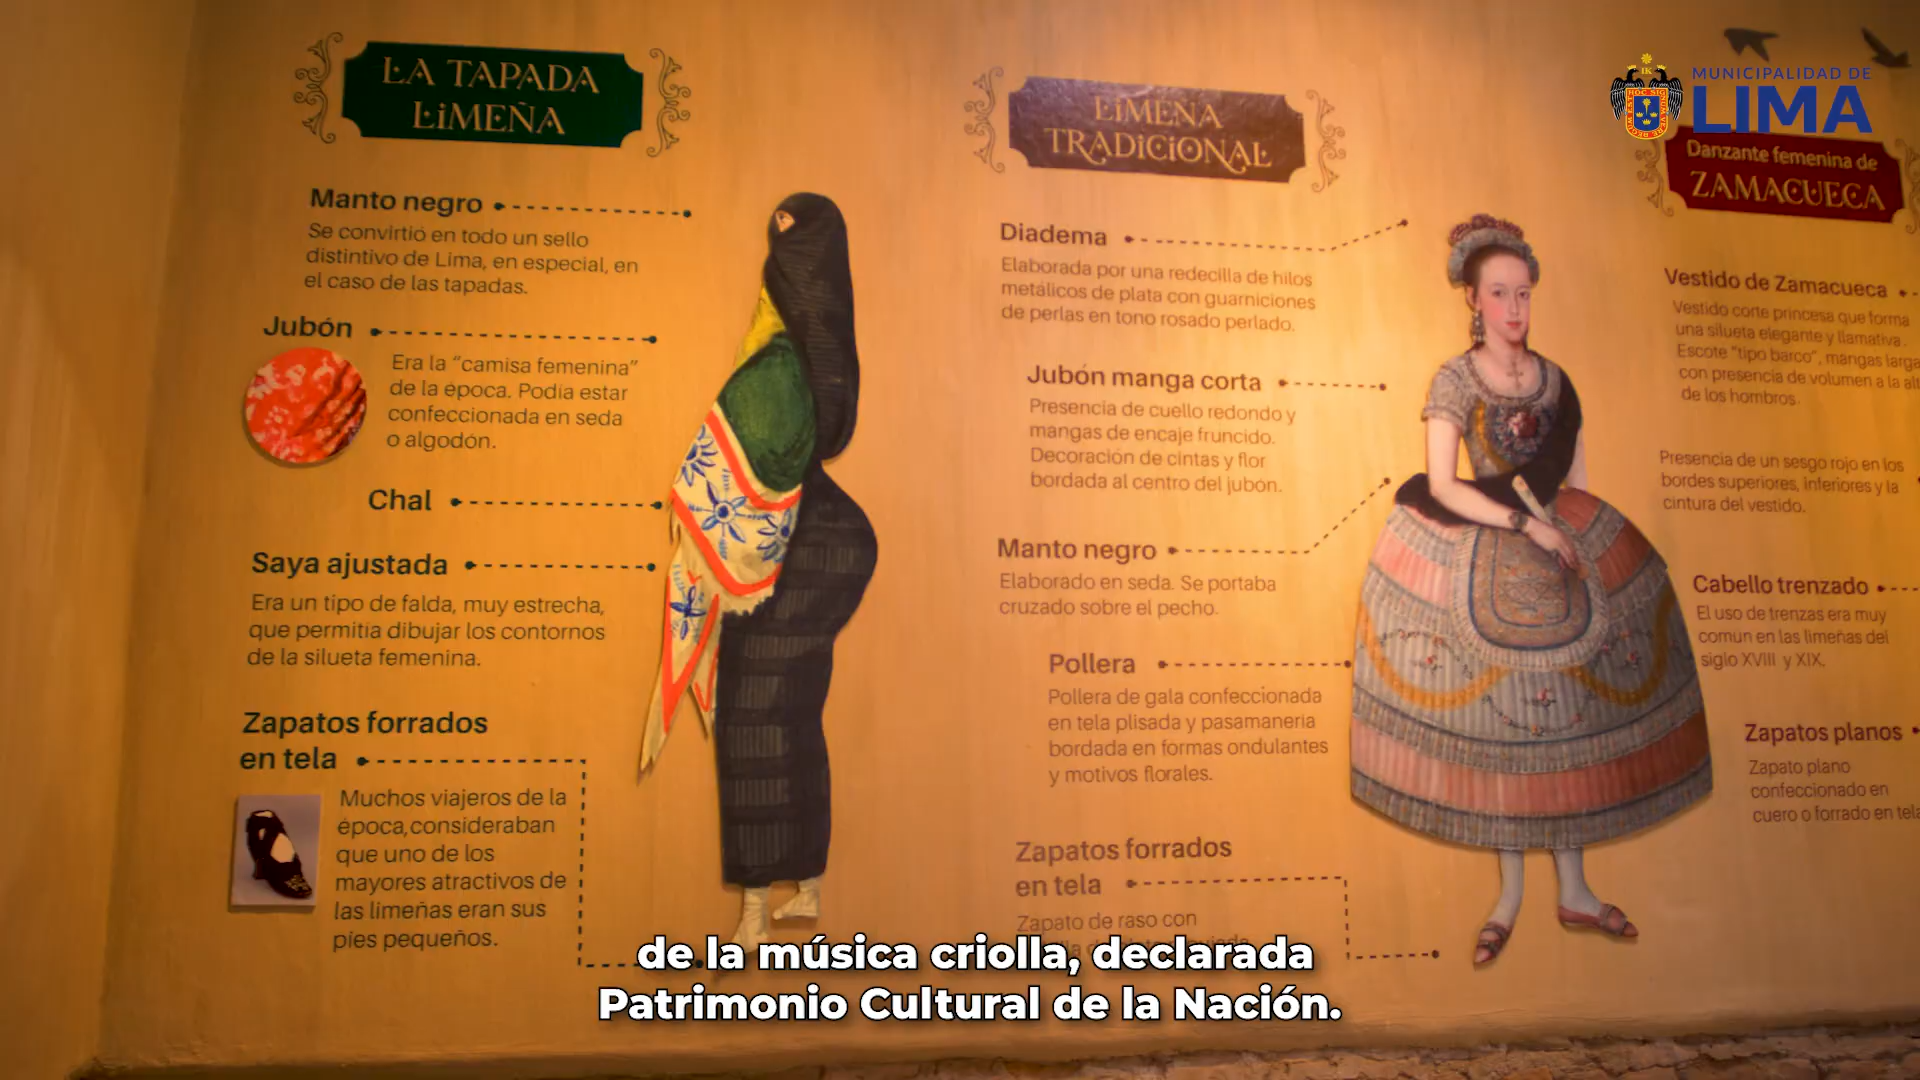 LA TAPADA
LIMEÑA
Manto negro
Se convirtió en todo un sello
distintivo de Lima, en especial, en
el caso de las tapadas.
Jubón
Era la “camisa femenina”
de la época. Podía estar
confeccionada en seda
o algodón.
Chal
Saya ajustada
Era un tipo de falda, muy estrecha,
que permitía dibujar los contornos
de la silueta femenina.
Zapatos forrados
en tela
Muchos viajeros de la
época, consideraban
que uno de los
mayores atractivos de
las limeñas eran sus
pies pequeños.
LIMEÑA
TRADICIONAL
Diadema
Elaborada por una redecilla de hilos
metálicos de plata con guarniciones
de perlas en tono rosado perlado.
Jubón manga corta
Presencia de cuello redondo y
mangas de encaje fruncido.
Decoración de cintas y flor
bordada al centro del jubón.
Manto negro
Elaborado en seda. Se portaba
cruzado sobre el pecho.
Pollera
Pollera de gala confeccionada
en tela plisada y pasamanería
bordada en formas ondulantes
y motivos florales.
Zapatos forrados
en tela
Zapato de raso con
MUNICIPALIDAD DE
LIMA
Danzante femenina de
ZAMACUECA
Vestido de Zamacueca
Vestido corte princesa que forma
una silueta elegante y llamativa.
Escote “tipo barco”, mangas larga
con presencia de volumen a la alt
de los hombros.
Presencia de un sesgo rojo en los
bordes superiores, inferiores y la
cintura del vestido.
Cabello trenzado
El uso de trenzas era muy
común en las limeñas del
siglo XVIII y XIX.
Zapatos planos
Zapato plano
confeccionado en
cuero o forrado en tela
de la música criolla, declarada
Patrimonio Cultural de la Nación.